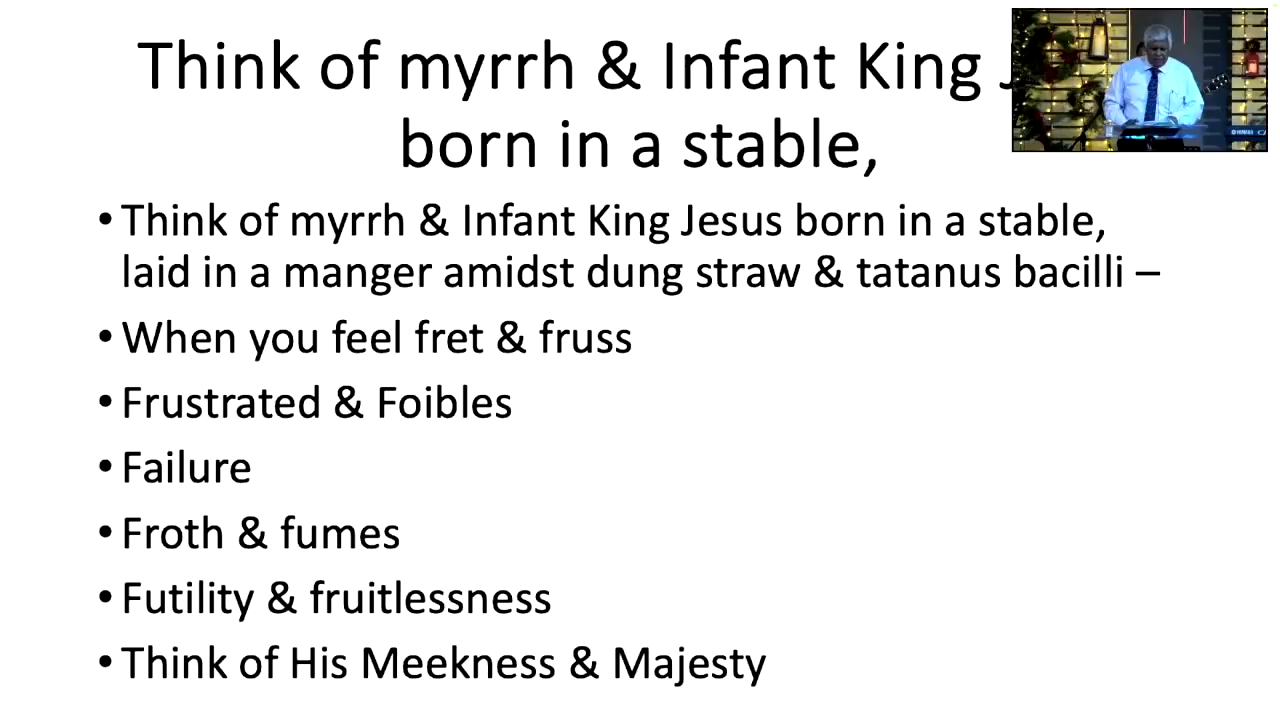 Think of myrrh & Infant King
born in a stable,
• Think of myrrh & Infant King Jesus born in a stable,
laid in a manger amidst dung straw & tatanus bacilli –
• When you feel fret & fruss
• Frustrated & Foibles
• Failure
• Froth & fumes
• Futility & fruitlessness
• Think of His Meekness & Majesty